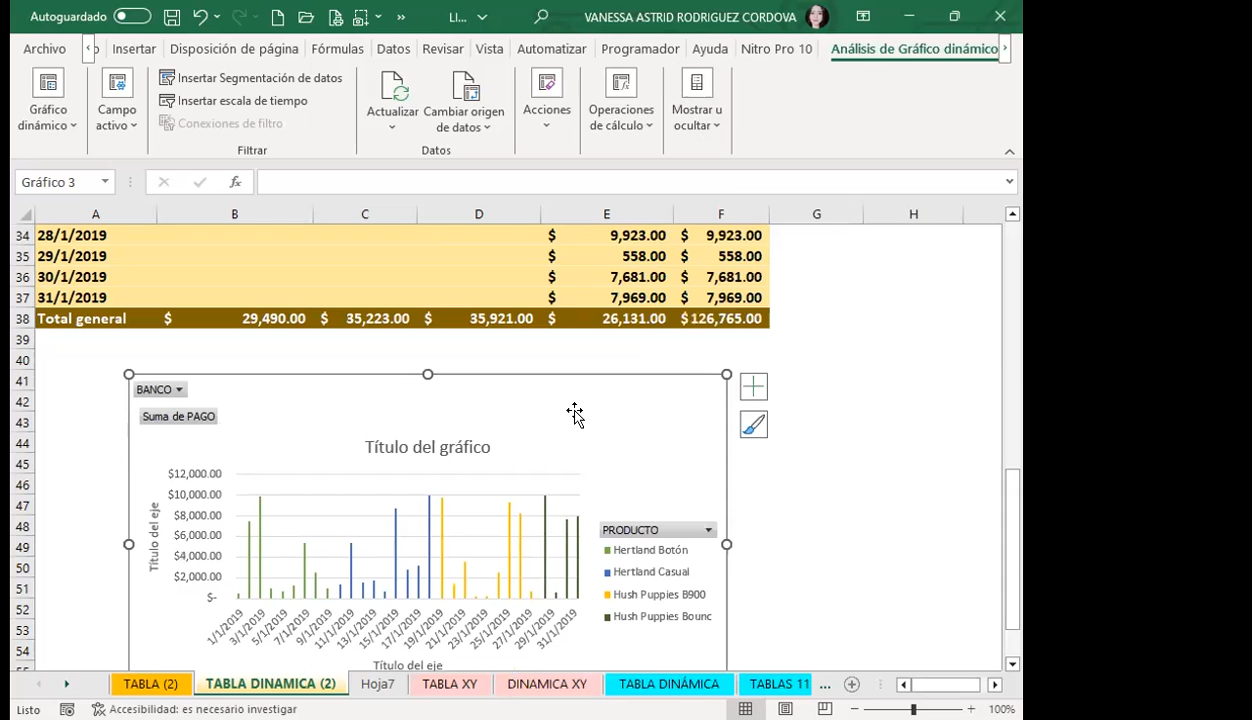 Autoguardado
LI...
VANESSA ASTRID RODRIGUEZ CORDOVA
Archivo
Insertar
Disposición de página
Fórmulas
Datos
Revisar
Vista
Automatizar
Programador
Ayuda
Nitro Pro 10
Análisis de Gráfico dinámico
Gráfico dinámico
Campo activo
Insertar Segmentación de datos
Insertar escala de tiempo
Conexiones de filtro
Filtrar
Actualizar
Cambiar origen de datos
Datos
Acciones
Operaciones de cálculo
Mostrar u ocultar
Gráfico 3
fx
A B C D E F G H
34 28/1/2019 $ 9,923.00 $ 9,923.00
35 29/1/2019 $ 558.00 $ 558.00
36 30/1/2019 $ 7,681.00 $ 7,681.00
37 31/1/2019 $ 7,969.00 $ 7,969.00
38 Total general $ 29,490.00 $ 35,223.00 $ 35,921.00 $ 26,131.00 $126,765.00
39
40
41
42
43
44
45
46
47
48
49
50
51
52
53
54
BANCO
Suma de PAGO
Título del gráfico
$12,000.00
$10,000.00
$8,000.00
$6,000.00
$4,000.00
$2,000.00
$-
Título del eje
1/1/2019
3/1/2019
5/1/2019
7/1/2019
9/1/2019
11/1/2019
13/1/2019
15/1/2019
17/1/2019
19/1/2019
21/1/2019
23/1/2019
25/1/2019
27/1/2019
29/1/2019
31/1/2019
Título del eje
PRODUCTO
Hertland Botón
Hertland Casual
Hush Puppies B900
Hush Puppies Bounc
TABLA (2)
TABLA DINAMICA (2)
Hoja7
TABLA XY
DINAMICA XY
TABLA DINÁMICA
TABLAS 11
...
Listo
Accesibilidad: es necesario investigar
100%